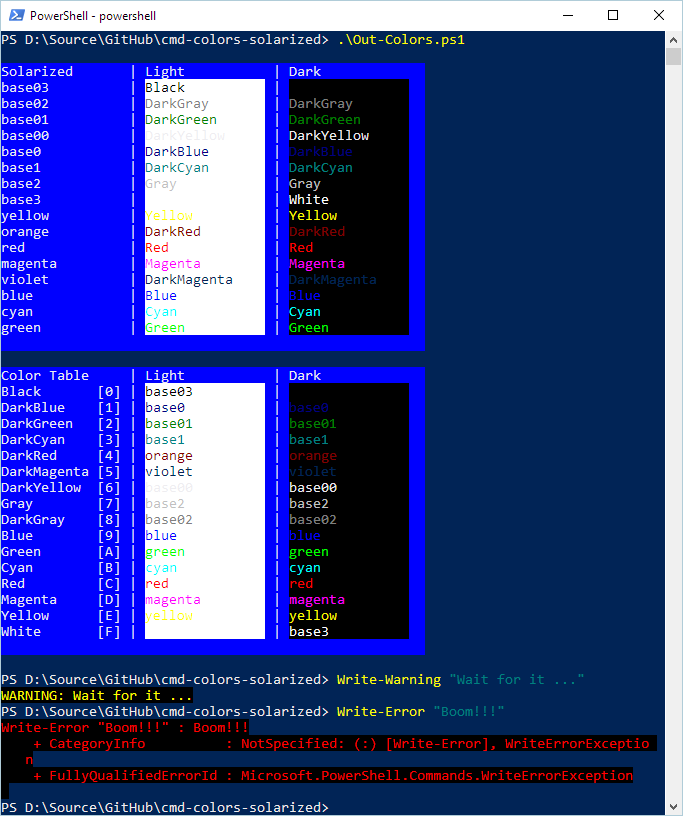 PowerShell - powershell
PS D:\Source\GitHub\cmd-colors-solarized> .\Out-Colors.ps1
Solarized | Light | Dark
base03 | Black |
base02 | DarkGray | DarkGray
base01 | DarkGreen | DarkGreen
base00 | DarkYellow | DarkYellow
base0 | DarkBlue | DarkBlue
base1 | DarkCyan | DarkCyan
base2 | Gray | Gray
base3 | | White
yellow | Yellow | Yellow
orange | DarkRed | DarkRed
red | Red | Red
magenta | Magenta | Magenta
violet | DarkMagenta | DarkMagenta
blue | Blue | Blue
cyan | Cyan | Cyan
green | Green | Green
Color Table | Light | Dark
Black [0] | base03 |
DarkBlue [1] | base0 | base0
DarkGreen [2] | base01 | base01
DarkCyan [3] | base1 | base1
DarkRed [4] | orange | orange
DarkMagenta [5] | violet | violet
DarkYellow [6] | base00 | base00
Gray [7] | base2 | base2
DarkGray [8] | base02 | base02
Blue [9] | blue | blue
Green [A] | green | green
Cyan [B] | cyan | cyan
Red [C] | red | red
Magenta [D] | magenta | magenta
Yellow [E] | yellow | yellow
White [F] | | base3
PS D:\Source\GitHub\cmd-colors-solarized> Write-Warning "Wait for it ..."
WARNING: Wait for it ...
PS D:\Source\GitHub\cmd-colors-solarized> Write-Error "Boom!!!"
Write-Error "Boom!!!" : Boom!!!
+ CategoryInfo : NotSpecified: (:) [Write-Error], WriteErrorExceptio
n
+ FullyQualifiedErrorId : Microsoft.PowerShell.Commands.WriteErrorException
PS D:\Source\GitHub\cmd-colors-solarized>